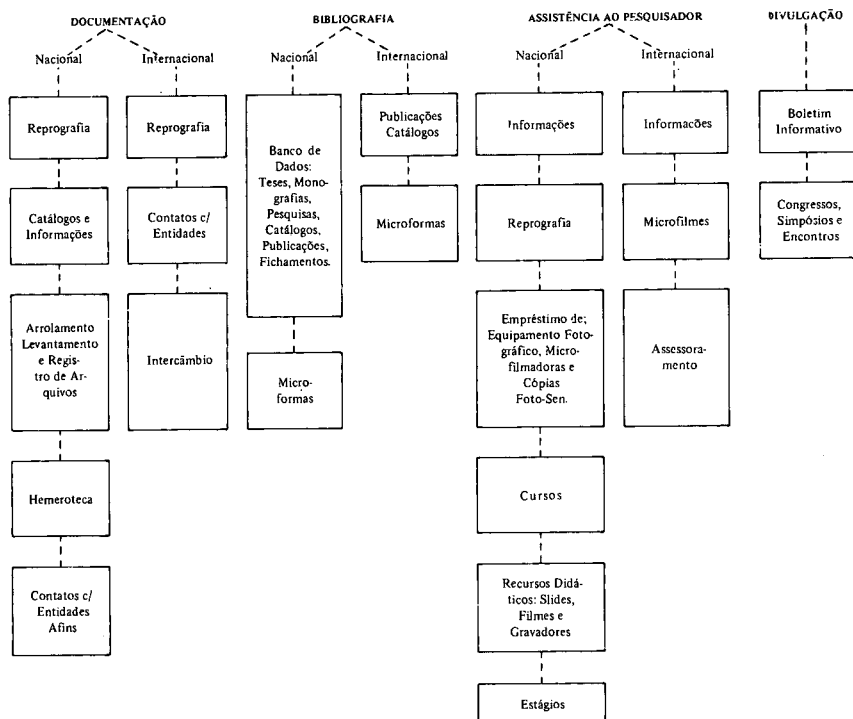 DOCUMENTAÇÃO
Nacional
Reprografia
Catálogos e
Informações
Arrolamento
Levantamento
e Regis-
tro de Ar-
quivos
Hemeroteca
Contatos c/
Entidades
Afins
Internacional
Reprografia
Contatos c/
Entidades
Intercâmbio
BIBLIOGRAFIA
Nacional
Banco de
Dados:
Teses, Mono-
grafias,
Pesquisas,
Catálogos,
Publicações,
Fichamentos.
Micro-
formas
Internacional
Publicações
Catálogos
Microformas
ASSISTÊNCIA AO PESQUISADOR
Nacional
Informações
Reprografia
Empréstimo de;
Equipamento Foto-
gráfico, Micro-
filmadoras e
Cópias
Foto-Sen.
Cursos
Recursos Didá-
ticos: Slides,
Filmes e
Gravadores
Estágios
Internacional
Informacões
Microfilmes
Assessora-
mento
DIVULGAÇÃO
Boletim
Informativo
Congressos,
Simpósios e
Encontros